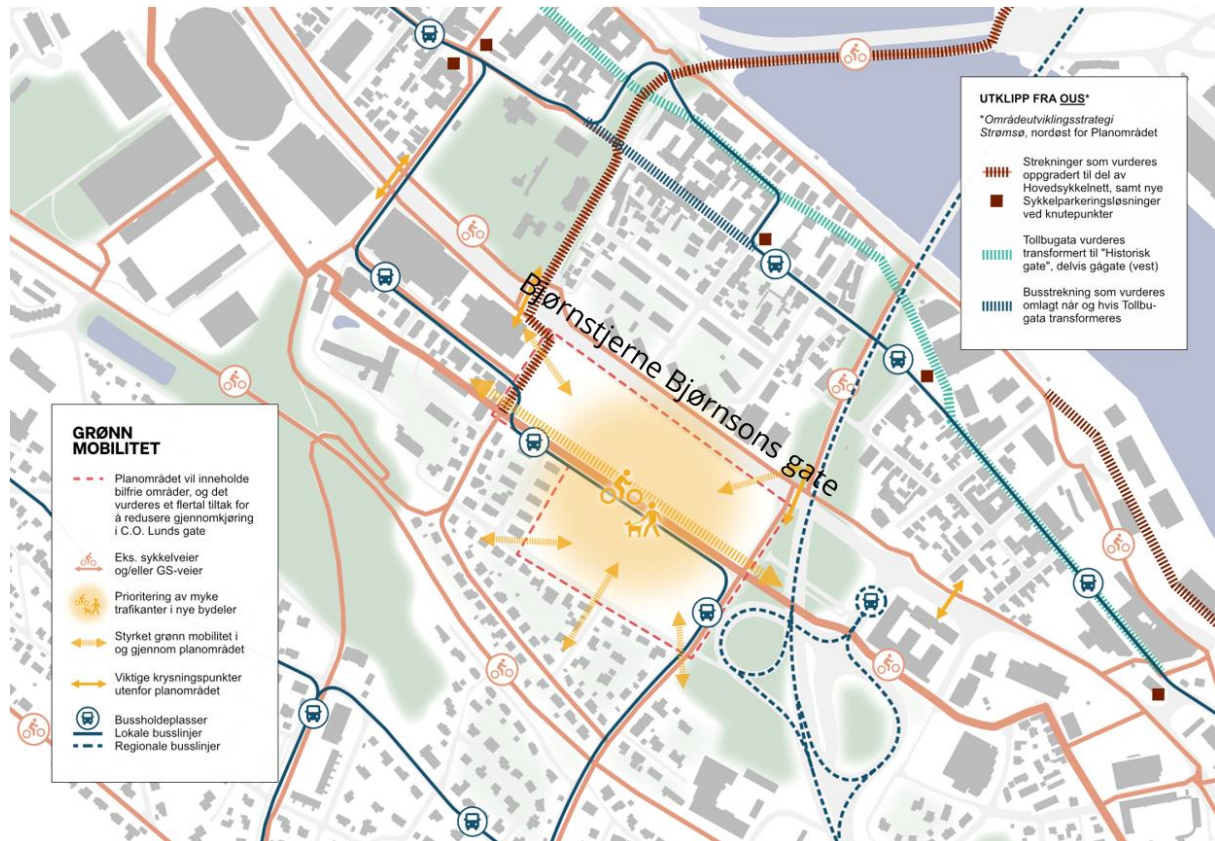 UTKLIPP FRA OUS*
*Områdeutviklingsstrategi
Strømsø, nordøst for Planområdet
Strekninger som vurderes
oppgradert til del av
Hovedsykkelnett, samt nye
Sykkelparkeringsløsninger
ved knutepunkter
Tollbugata vurderes
transformert til "Historisk
gate", delvis gågate (vest)
Busstrekning som vurderes
omlagt når og hvis Tollbu-
gata transformeres
Bjørnstjerne Bjørnsons gate
GRØNN
MOBILITET
Planområdet vil inneholde
bilfrie områder, og det
vurderes et flertal tiltak for
å redusere gjennomkjøring
i C.O. Lunds gate
Eks. sykkelveier
og/eller GS-veier
Prioritering av myke
trafikanter i nye bydeler
Styrket grønn mobilitet i
og gjennom planområdet
Viktige krysningspunkter
utenfor planområdet
Bussholdeplasser
Lokale busslinjer
Regionale busslinjer